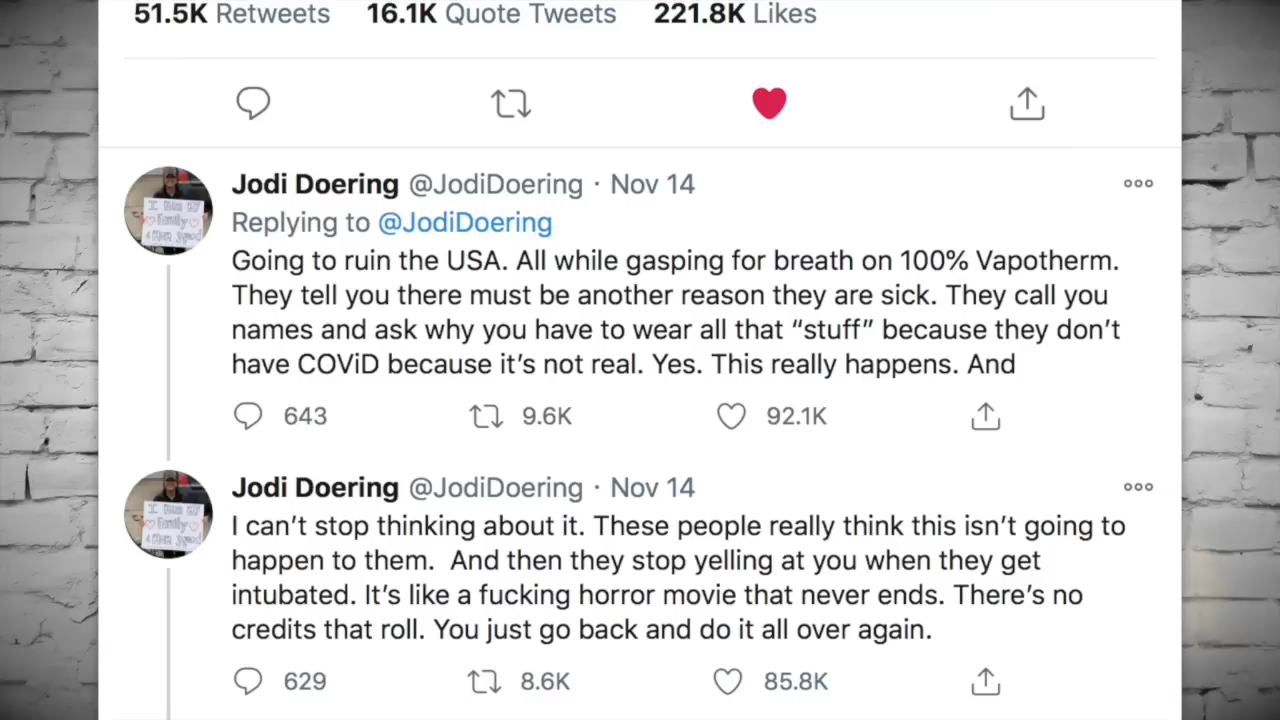 51.5K Retweets 16.1K Quote Tweets 221.8K Likes
Jodi Doering @JodiDoering · Nov 14
Replying to @JodiDoering
Going to ruin the USA. All while gasping for breath on 100% Vapotherm.
They tell you there must be another reason they are sick. They call you
names and ask why you have to wear all that “stuff” because they don’t
have COViD because it’s not real. Yes. This really happens. And
643 9.6K 92.1K
Jodi Doering @JodiDoering · Nov 14
I can’t stop thinking about it. These people really think this isn’t going to
happen to them.  And then they stop yelling at you when they get
intubated. It’s like a fucking horror movie that never ends. There’s no
credits that roll. You just go back and do it all over again.
629 8.6K 85.8K